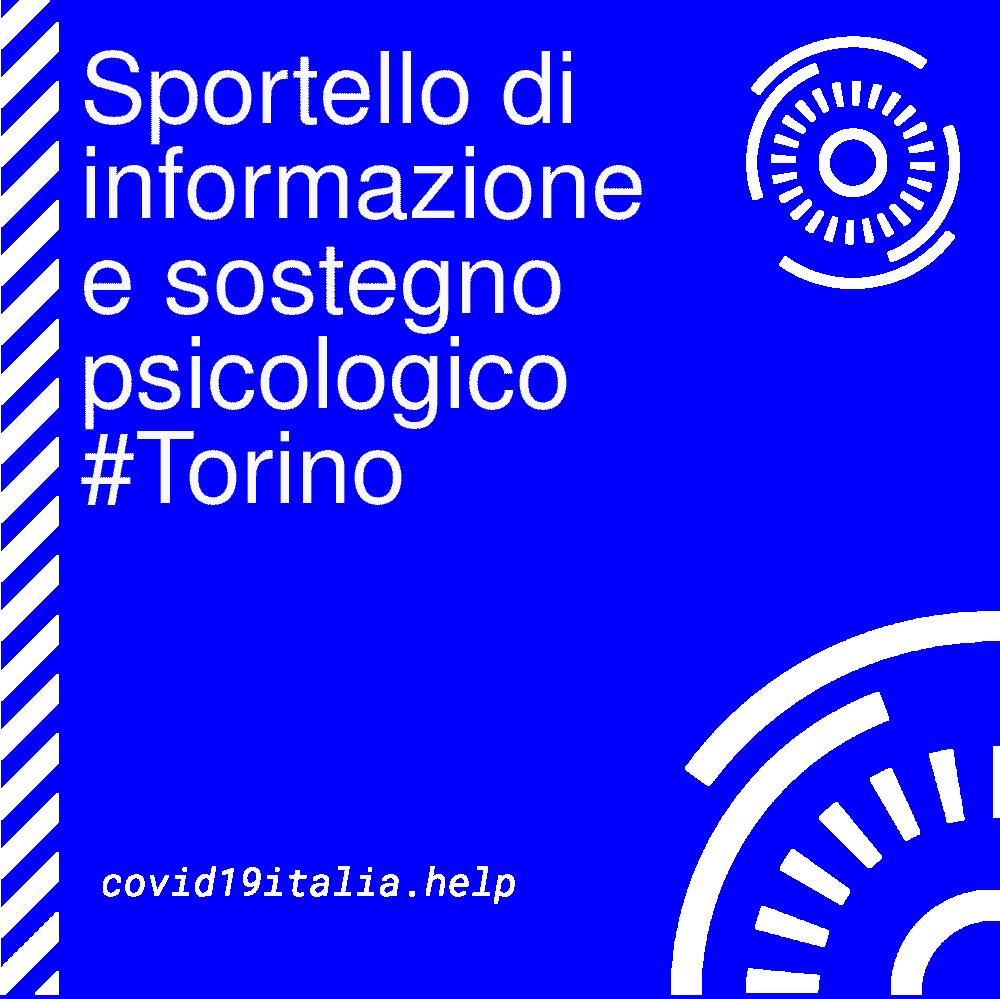 Sportello di
informazione
e sostegno
psicologico
#Torino
covid19italia.help